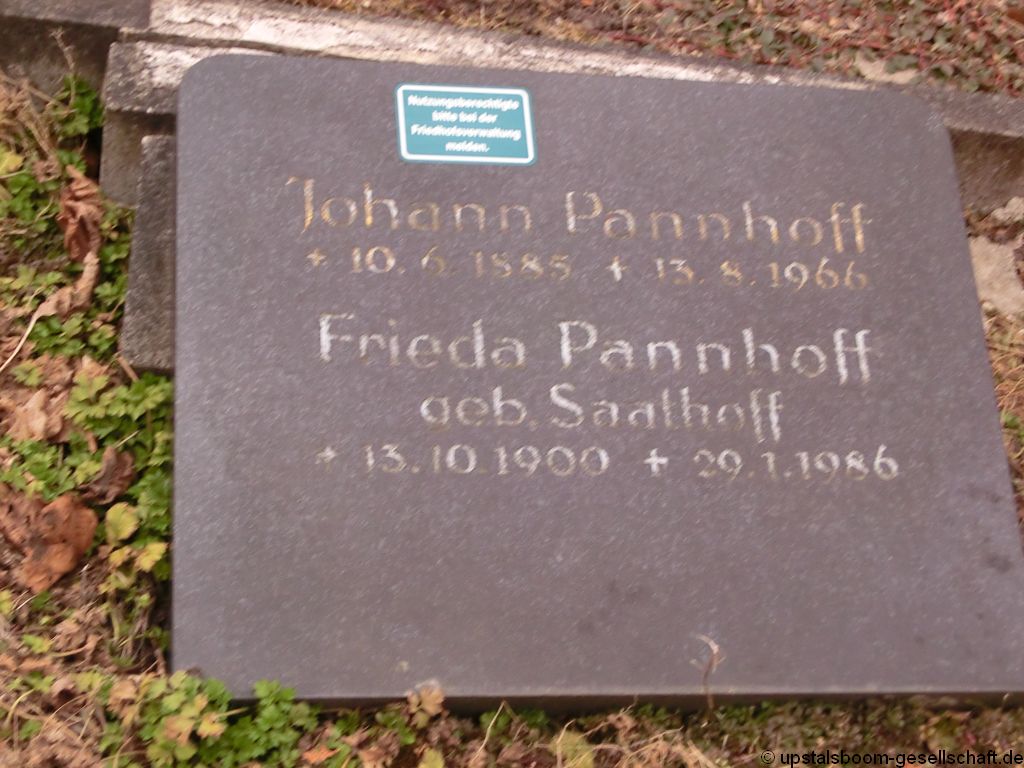 Nutzungsberechtigte
bitte bei der
Friedhofsverwaltung
melden.
Johann Pannhoff
* 10. 6. 1885 + 13. 8. 1966
Frieda Pannhoff
geb. Saathoff
* 13. 10. 1900 + 29. 1. 1986
© upstalsboom-gesellschaft.de